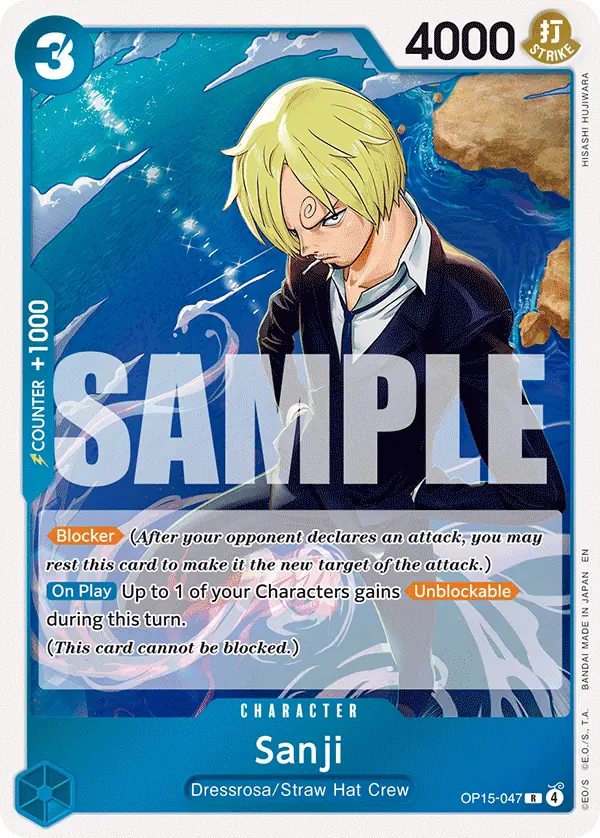 3
4000
打
STRIKE
HISASHI HUJIWARA
COUNTER +1000
SAMPLE
Blocker (After your opponent declares an attack, you may
rest this card to make it the new target of the attack.)
On Play Up to 1 of your Characters gains Unblockable
during this turn.
(This card cannot be blocked.)
CHARACTER
Sanji
Dressrosa/Straw Hat Crew
OP15-047 R 4
©E.O/S ©E.O./S., T.A. BANDAI MADE IN JAPAN EN